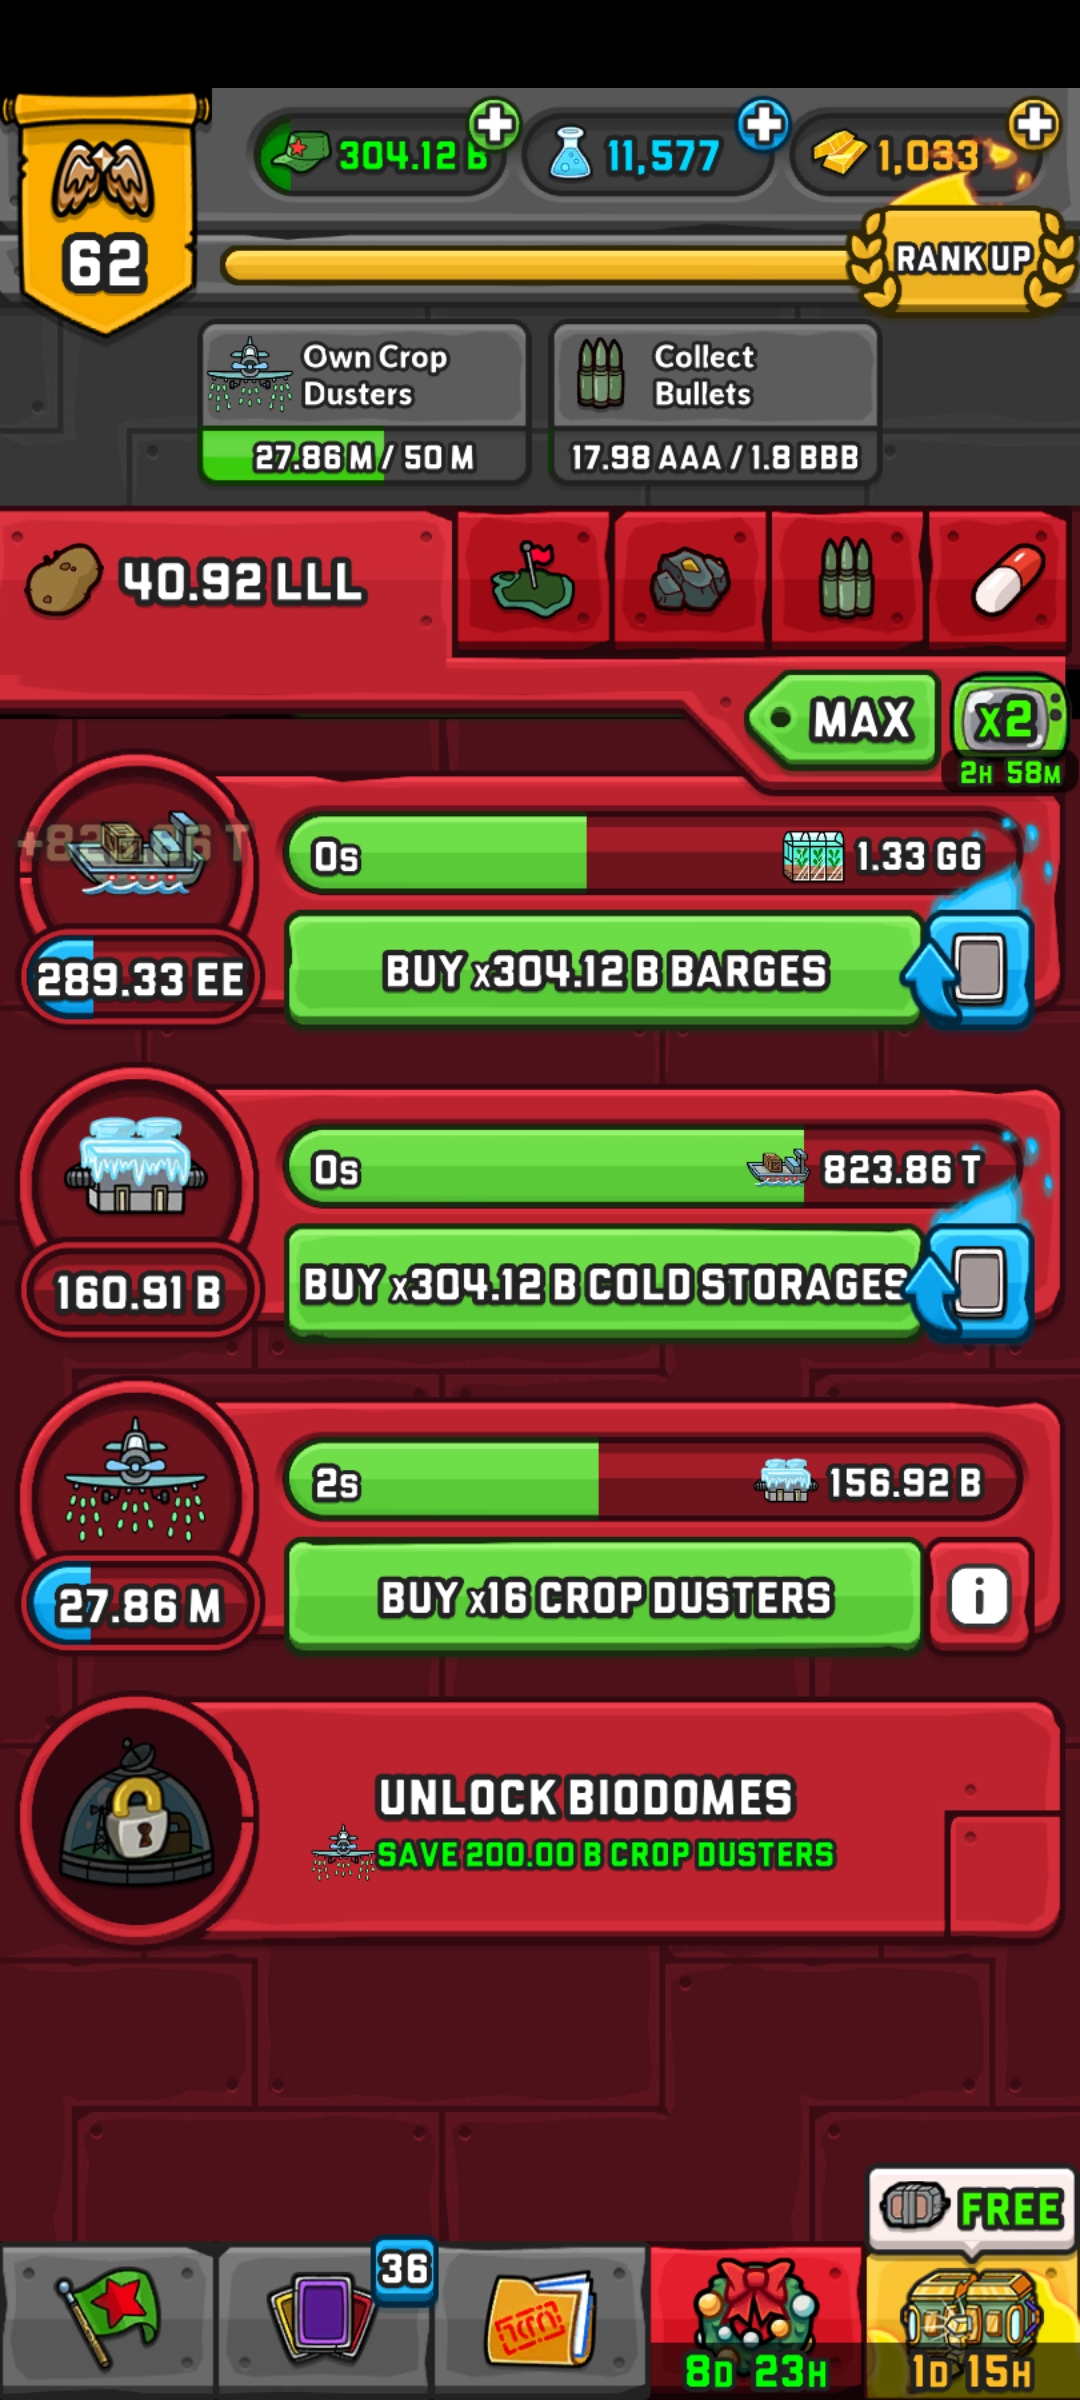 304.12 B
11,577
1,033
62
RANK UP
Own Crop
Dusters
27.86 M / 50 M
Collect
Bullets
17.98 AAA / 1.8 BBB
40.92 LLL
MAX
x2
2H 58M
0s
1.33 GG
BUY x304.12 B BARGES
289.33 EE
0s
823.86 T
BUY x304.12 B COLD STORAGES
160.91 B
2s
156.92 B
BUY x16 CROP DUSTERS
i
27.86 M
UNLOCK BIODOMES
SAVE 200.00 B CROP DUSTERS
FREE
36
8D 23H
1D 15H